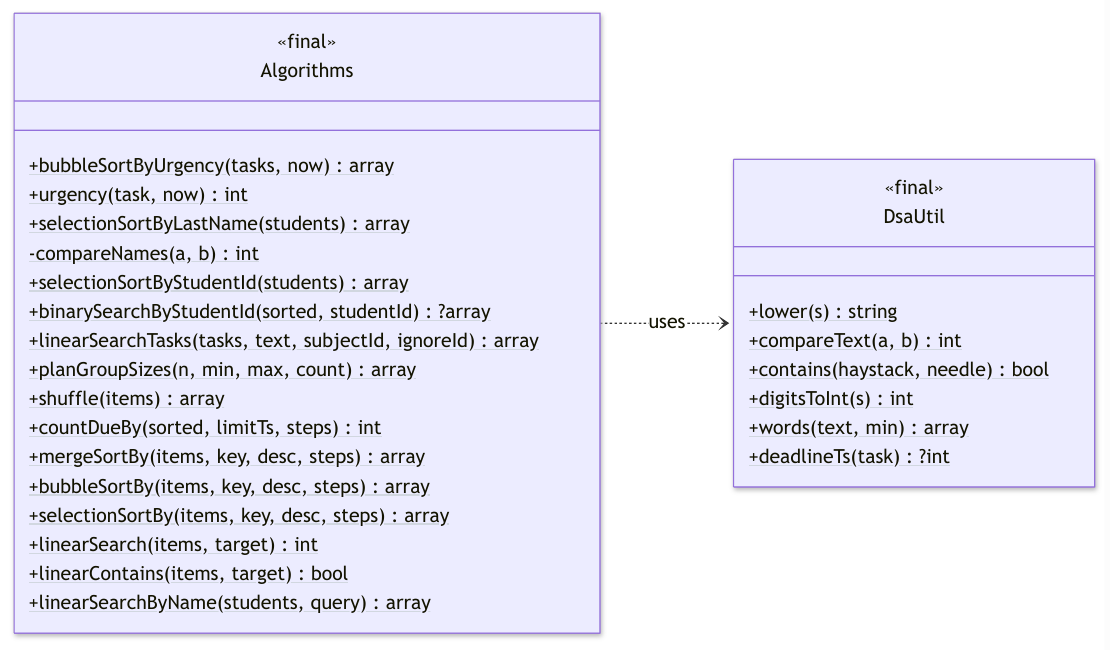 «final»
Algorithms
+bubbleSortByUrgency(tasks, now) : array
+urgency(task, now) : int
+selectionSortByLastName(students) : array
-compareNames(a, b) : int
+selectionSortByStudentId(students) : array
+binarySearchByStudentId(sorted, studentId) : ?array
+linearSearchTasks(tasks, text, subjectId, ignoreId) : array
+planGroupSizes(n, min, max, count) : array
+shuffle(items) : array
+countDueBy(sorted, limitTs, steps) : int
+mergeSortBy(items, key, desc, steps) : array
+bubbleSortBy(items, key, desc, steps) : array
+selectionSortBy(items, key, desc, steps) : array
+linearSearch(items, target) : int
+linearContains(items, target) : bool
+linearSearchByName(students, query) : array
uses
«final»
DsaUtil
+lower(s) : string
+compareText(a, b) : int
+contains(haystack, needle) : bool
+digitsToInt(s) : int
+words(text, min) : array
+deadlineTs(task) : ?int